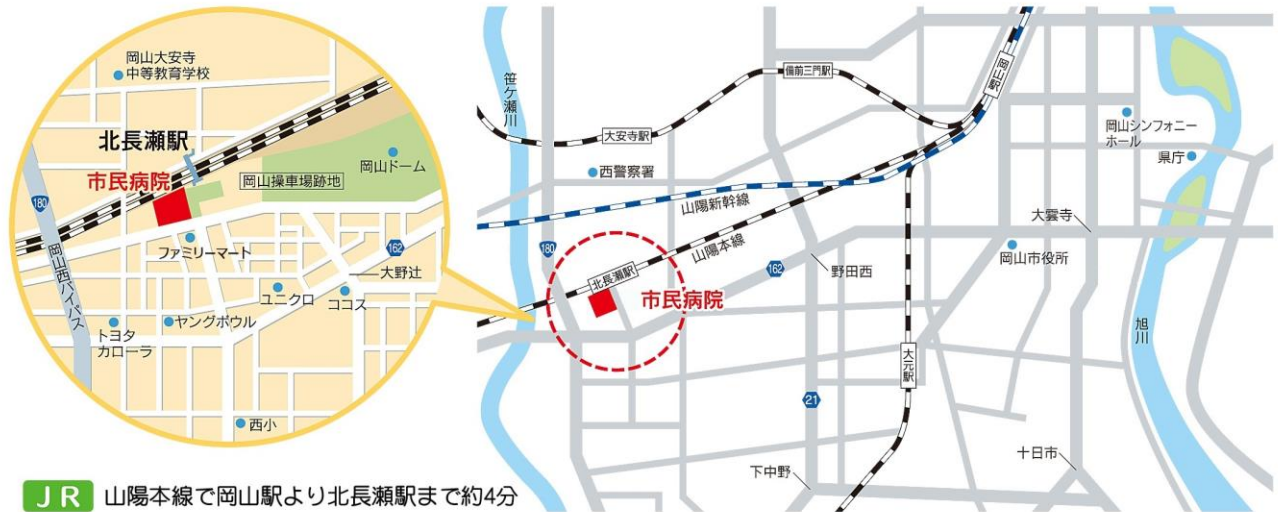 岡山大安寺
中等教育学校
北長瀬駅
市民病院
岡山操車場跡地
岡山ドーム
180
岡山西バイパス
ファミリーマート
162
大野辻
ユニクロ
ココス
ヤングボウル
トヨタ
カローラ
西小
笹ケ瀬川
備前三門駅
岡山駅
大安寺駅
西警察署
岡山シンフォニー
ホール
県庁
山陽新幹線
山陽本線
大雲寺
180
北長瀬駅
162
野田西
岡山市役所
市民病院
旭川
大元駅
21
下中野
十日市
JR 山陽本線で岡山駅より北長瀬駅まで約4分